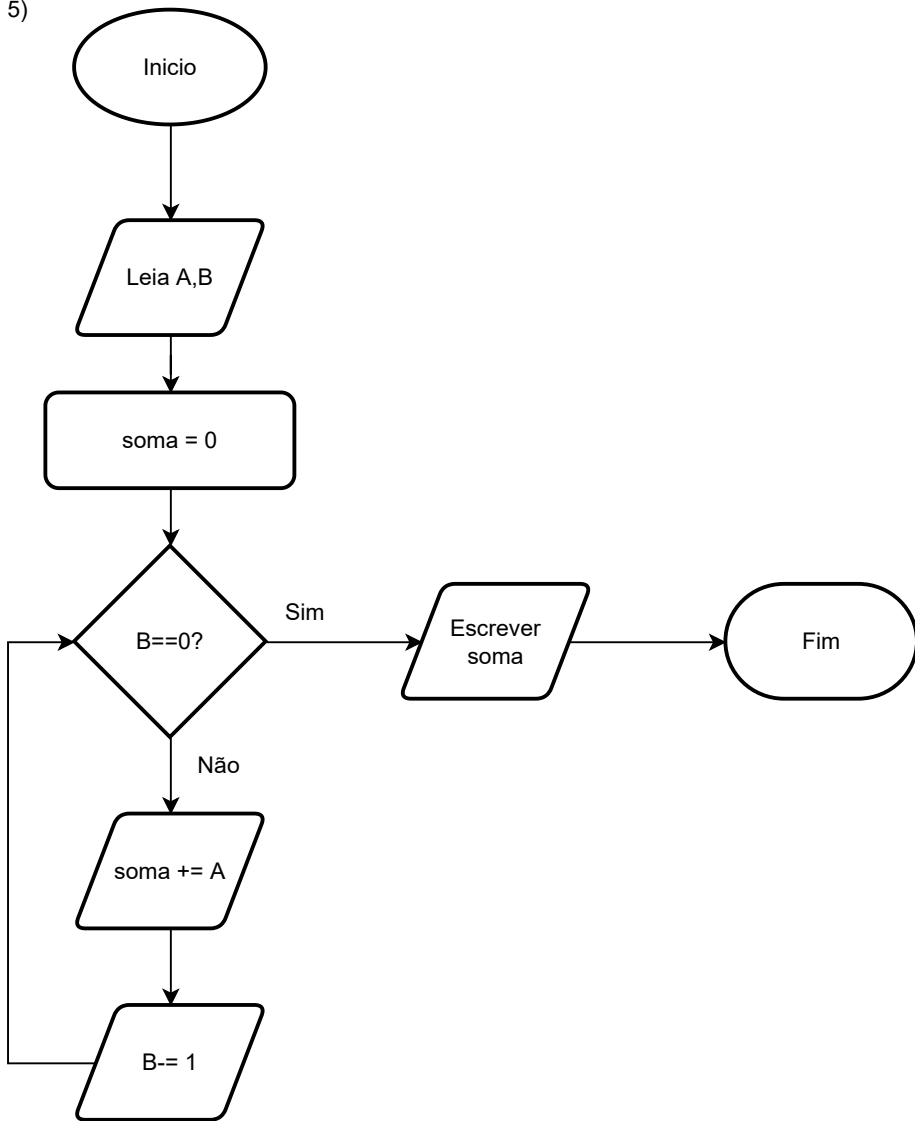 5)
Inicio
Leia A,B
soma = 0
B==0?
Sim
Escrever
soma
Fim
Não
soma += A
B-= 1